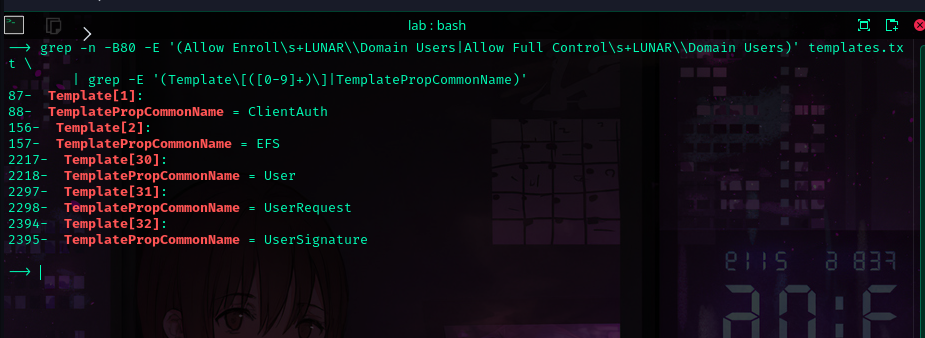 lab : bash
—> grep -n -B80 -E '(Allow Enroll\s+LUNAR\\Domain Users|Allow Full Control\s+LUNAR\\Domain Users)' templates.tx
t \
| grep -E '(Template\[([0-9]+)\]|TemplatePropCommonName)'
87-  Template[1]:
88-  TemplatePropCommonName = ClientAuth
156-  Template[2]:
157-  TemplatePropCommonName = EFS
2217-  Template[30]:
2218-  TemplatePropCommonName = User
2297-  Template[31]:
2298-  TemplatePropCommonName = UserRequest
2394-  Template[32]:
2395-  TemplatePropCommonName = UserSignature
—>